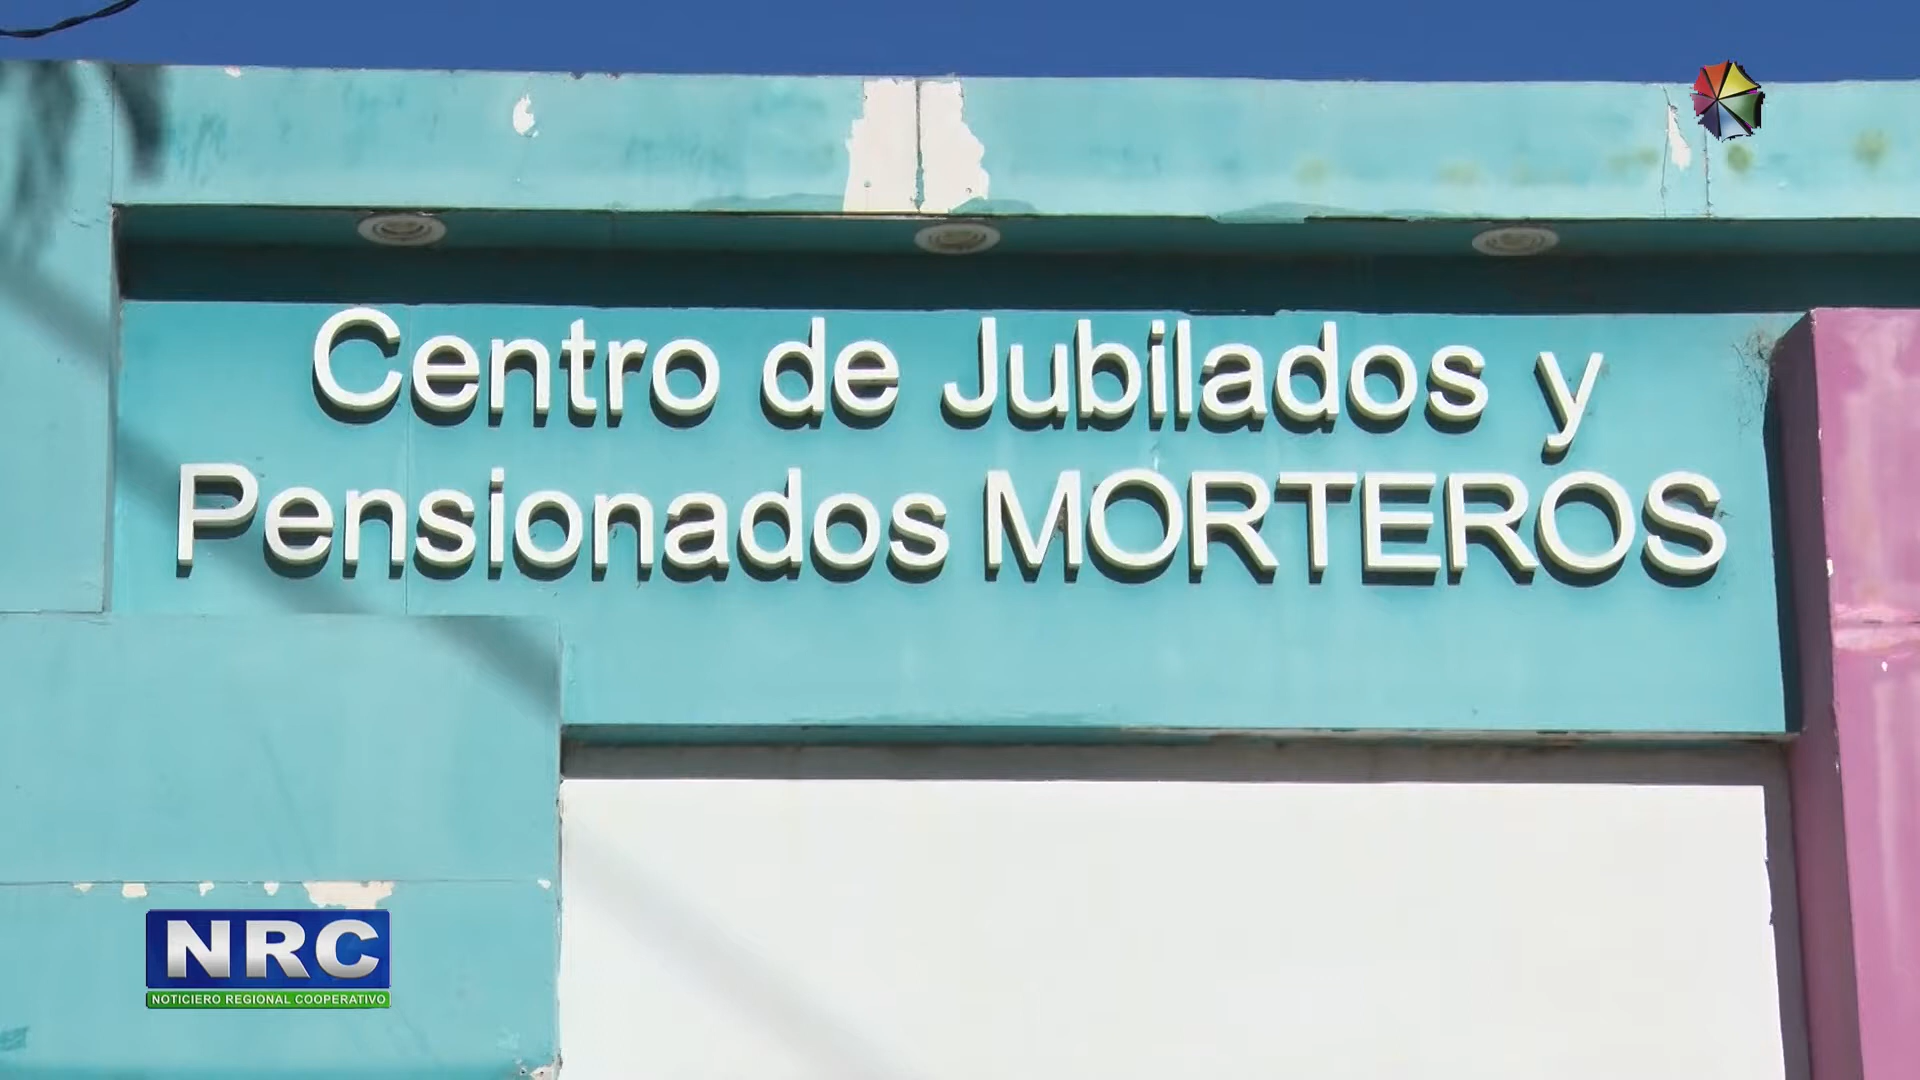 Centro de Jubilados y
Pensionados MORTEROS
NRC
NOTICIERO REGIONAL COOPERATIVO